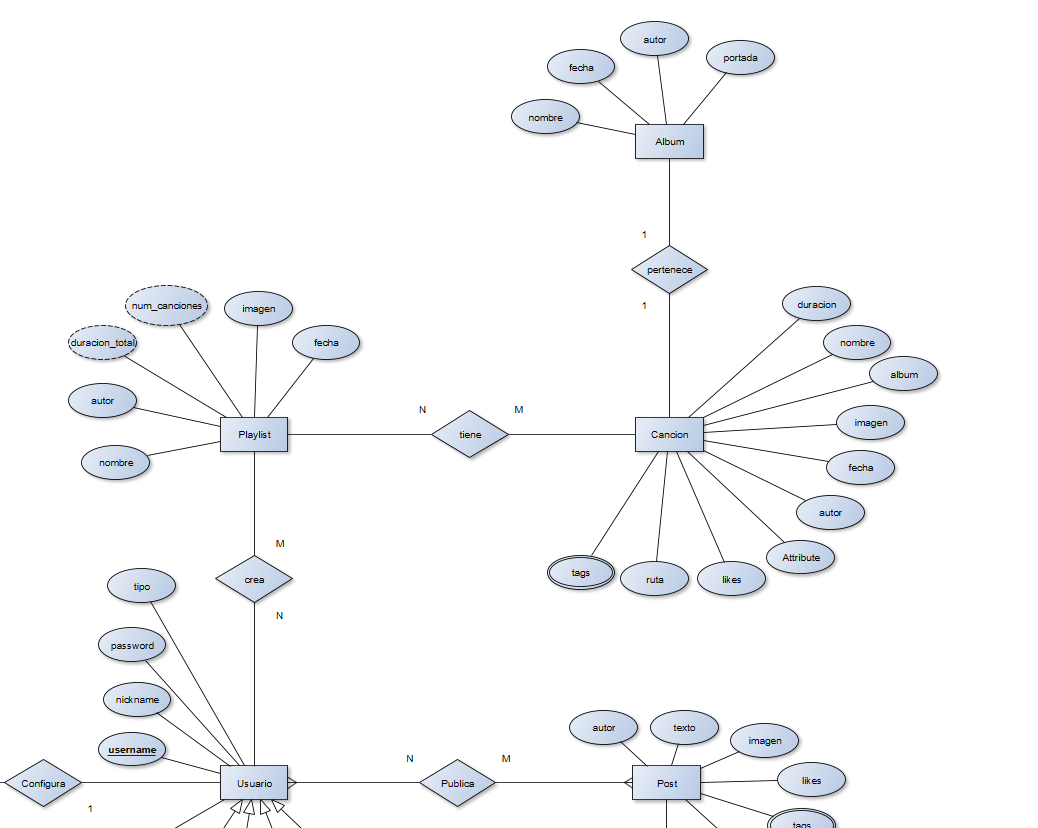 autor
fecha
portada
nombre
Album
1
pertenece
1
num_canciones
imagen
duracion_total
fecha
autor
nombre
Playlist
N
tiene
M
Cancion
duracion
nombre
album
imagen
fecha
autor
Attribute
tags
ruta
likes
M
crea
N
tipo
password
nickname
username
Configura
1
Usuario
N
Publica
M
Post
autor
texto
imagen
likes
tags